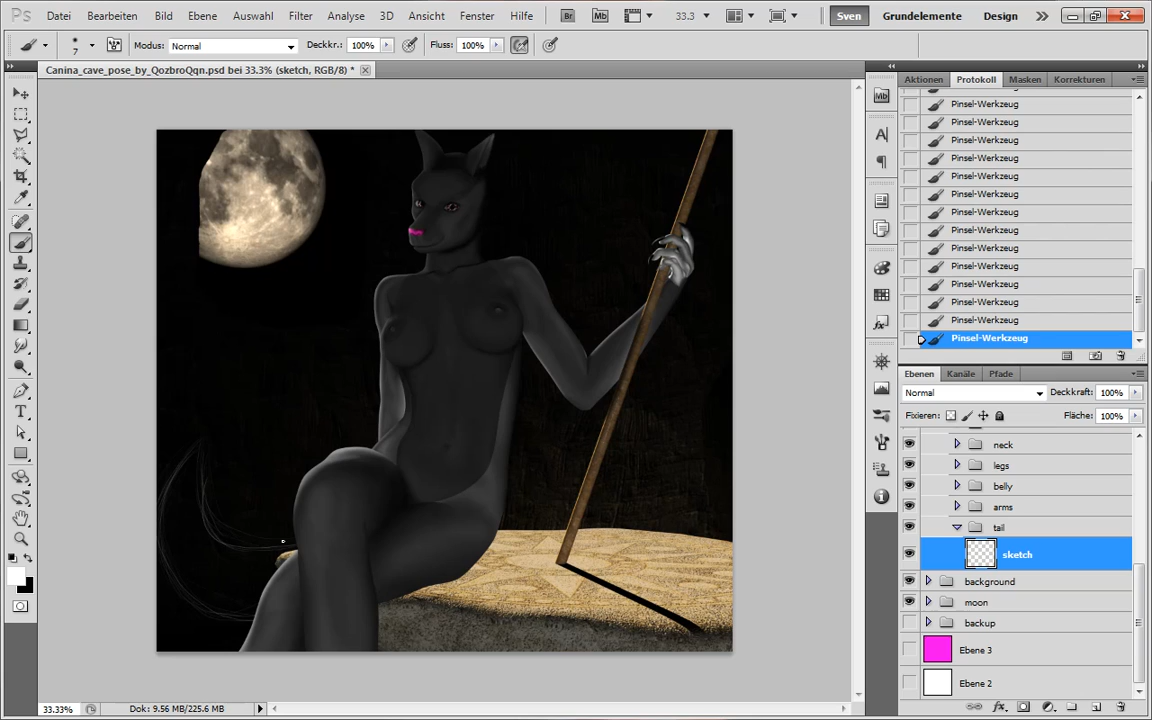 Ps Datei Bearbeiten Bild Ebene Auswahl Filter Analyse 3D Ansicht Fenster Hilfe Br Mb 33.3 Sven Grundelemente Design
7 Modus: Normal Deckkr.: 100% Fluss: 100%
Canina_cave_pose_by_QozbroQqn.psd bei 33.3% (sketch, RGB/8) *
Aktionen Protokoll Masken Korrekturen
Mb
Pinsel-Werkzeug
Pinsel-Werkzeug
Pinsel-Werkzeug
Pinsel-Werkzeug
Pinsel-Werkzeug
Pinsel-Werkzeug
Pinsel-Werkzeug
Pinsel-Werkzeug
Pinsel-Werkzeug
Pinsel-Werkzeug
Pinsel-Werkzeug
Pinsel-Werkzeug
Pinsel-Werkzeug
Pinsel-Werkzeug
Ebenen Kanäle Pfade
Normal Deckkraft: 100%
Fixieren: Fläche: 100%
neck
legs
belly
arms
tail
sketch
background
moon
backup
Ebene 3
Ebene 2
33.33% Dok: 9.56 MB/225.6 MB